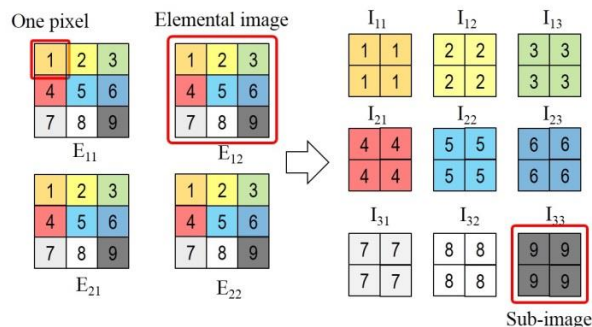 One pixel
Elemental image
1 2 3
4 5 6
7 8 9
E11
1 2 3
4 5 6
7 8 9
E12
1 2 3
4 5 6
7 8 9
E21
1 2 3
4 5 6
7 8 9
E22
I11
1 1
1 1
I12
2 2
2 2
I13
3 3
3 3
I21
4 4
4 4
I22
5 5
5 5
I23
6 6
6 6
I31
7 7
7 7
I32
8 8
8 8
I33
9 9
9 9
Sub-image